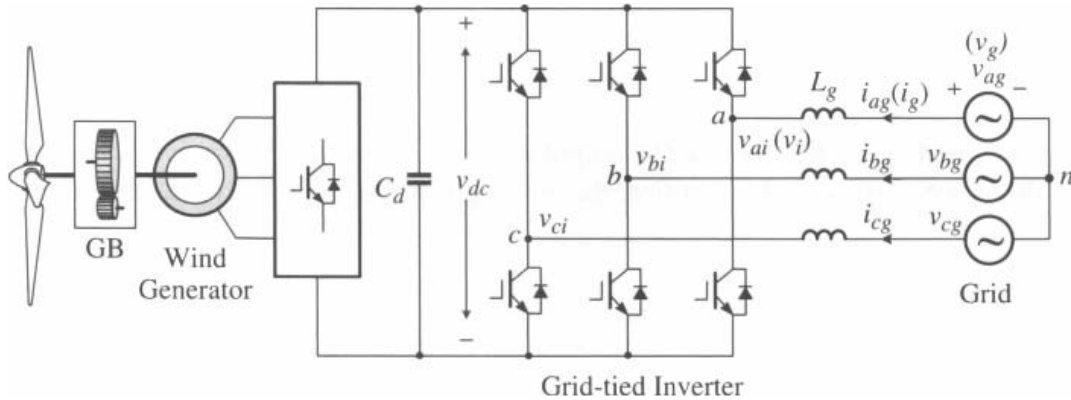 GB
Wind
Generator
C_d
+
v_dc
−
a
b
c
v_ai (v_i)
v_bi
v_ci
L_g
i_ag(i_g)
i_bg
i_cg
(v_g)
v_ag
+ −
v_bg
v_cg
n
Grid
Grid-tied Inverter